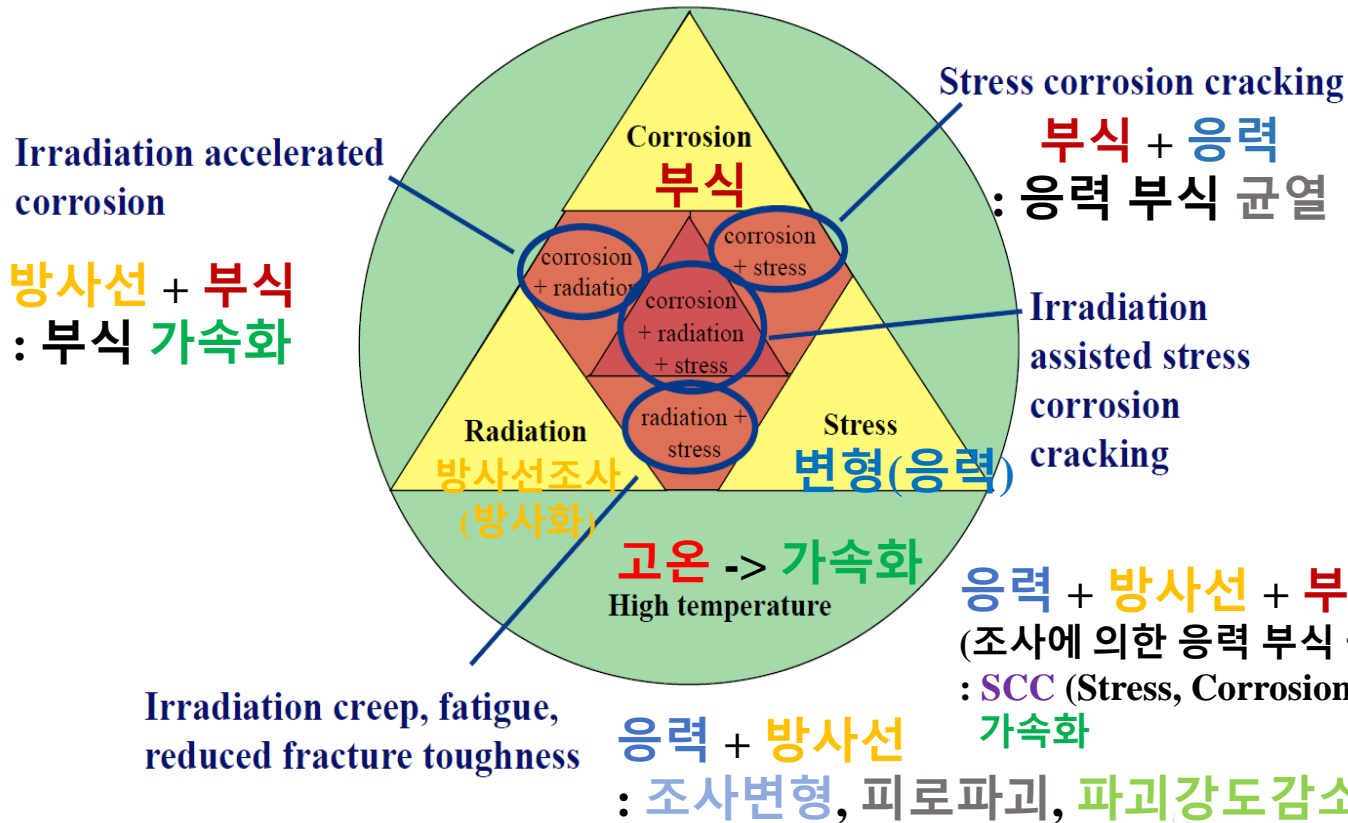 Stress corrosion cracking
부식 + 응력
: 응력 부식 균열
Irradiation accelerated
corrosion
방사선 + 부식
: 부식 가속화
Corrosion
부식
corrosion
+ radiation
corrosion
+ stress
corrosion
+ radiation
+ stress
radiation +
stress
Irradiation
assisted stress
corrosion
cracking
Radiation
방사선조사
(방사화)
Stress
변형(응력)
고온 -> 가속화
High temperature
응력 + 방사선 +
(조사에 의한 응력 부식
: SCC (Stress, Corrosion
가속화
Irradiation creep, fatigue,
reduced fracture toughness
응력 + 방사선
: 조사변형, 피로파괴, 파괴강도감소